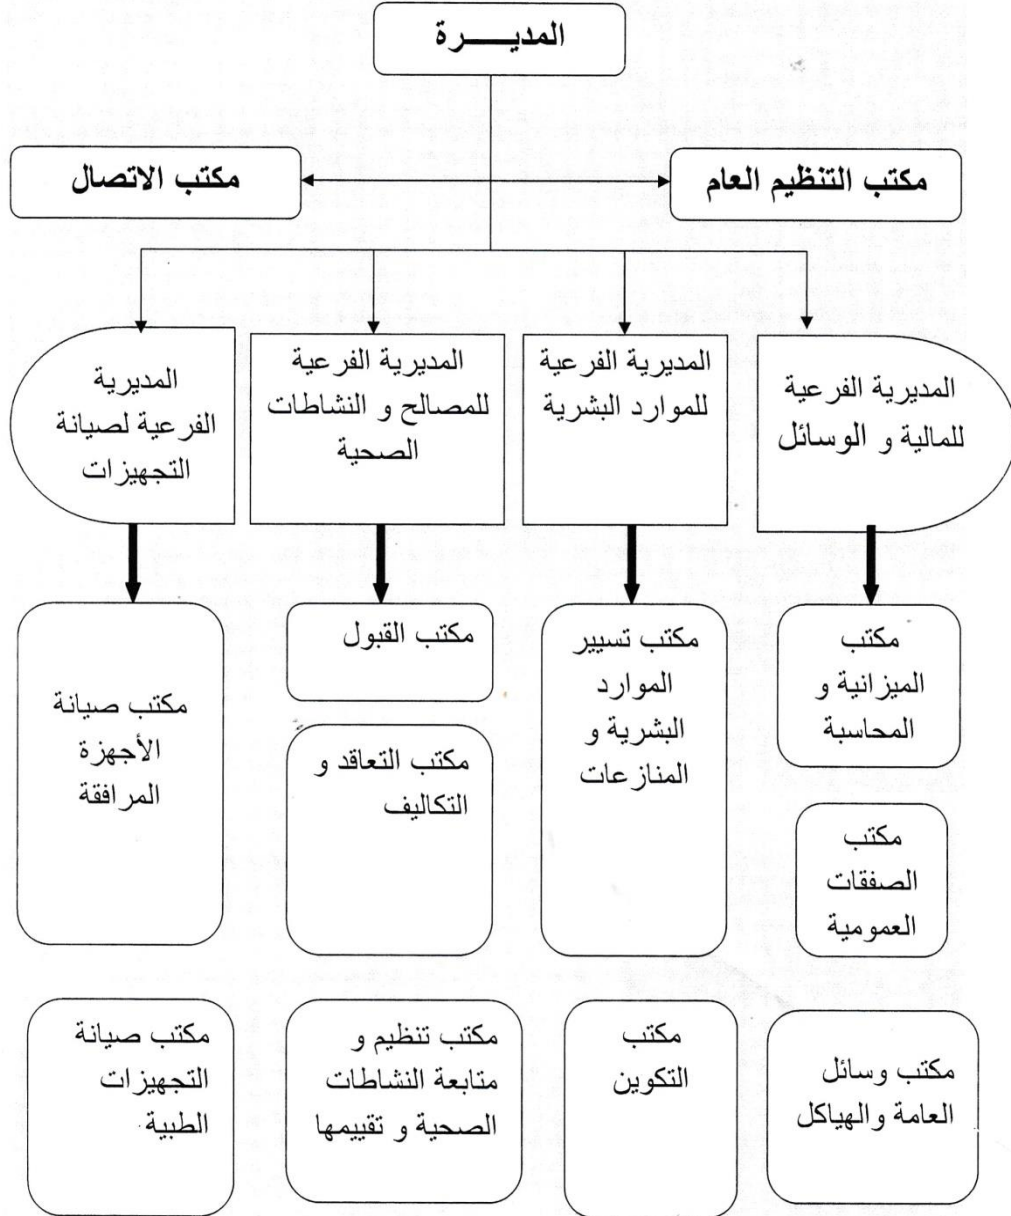 المديـــــرة
مكتب التنظيم العام
مكتب الاتصال
المديرية الفرعية
للمالية و الوسائل
المديرية الفرعية
للموارد البشرية
المديرية الفرعية
للمصالح و النشاطات
الصحية
المديرية
الفرعية لصيانة
التجهيزات
مكتب
الميزانية و
المحاسبة
مكتب تسيير
الموارد
البشرية و
المنازعات
مكتب القبول
مكتب صيانة
الأجهزة
المرافقة
مكتب التعاقد و
التكاليف
مكتب
الصفقات
العمومية
مكتب وسائل
العامة والهياكل
مكتب
التكوين
مكتب تنظيم و
متابعة النشاطات
الصحية و تقييمها
مكتب صيانة
التجهيزات
الطبية